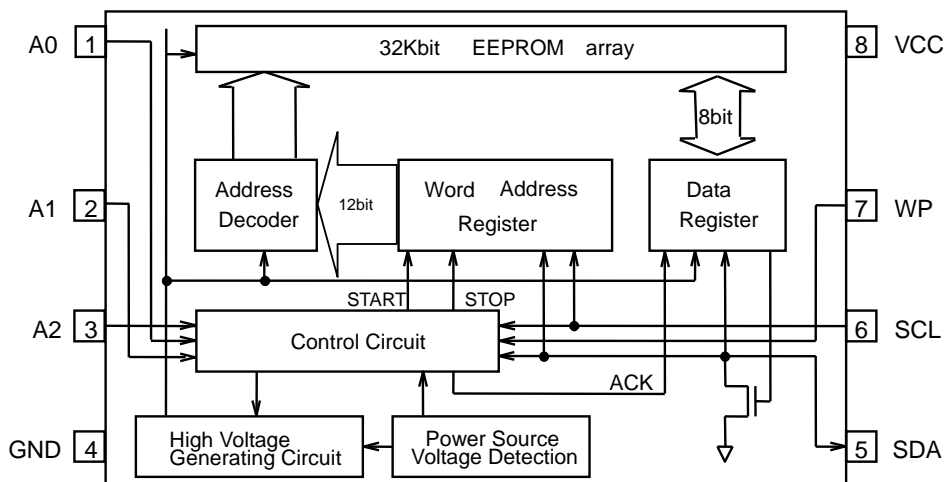 A0 1
32Kbit EEPROM array
8 VCC
8bit
A1 2
Address
Decoder
12bit
Word Address
Register
Data
Register
7 WP
START
STOP
A2 3
Control Circuit
6 SCL
ACK
GND 4
High Voltage
Generating Circuit
Power Source
Voltage Detection
5 SDA